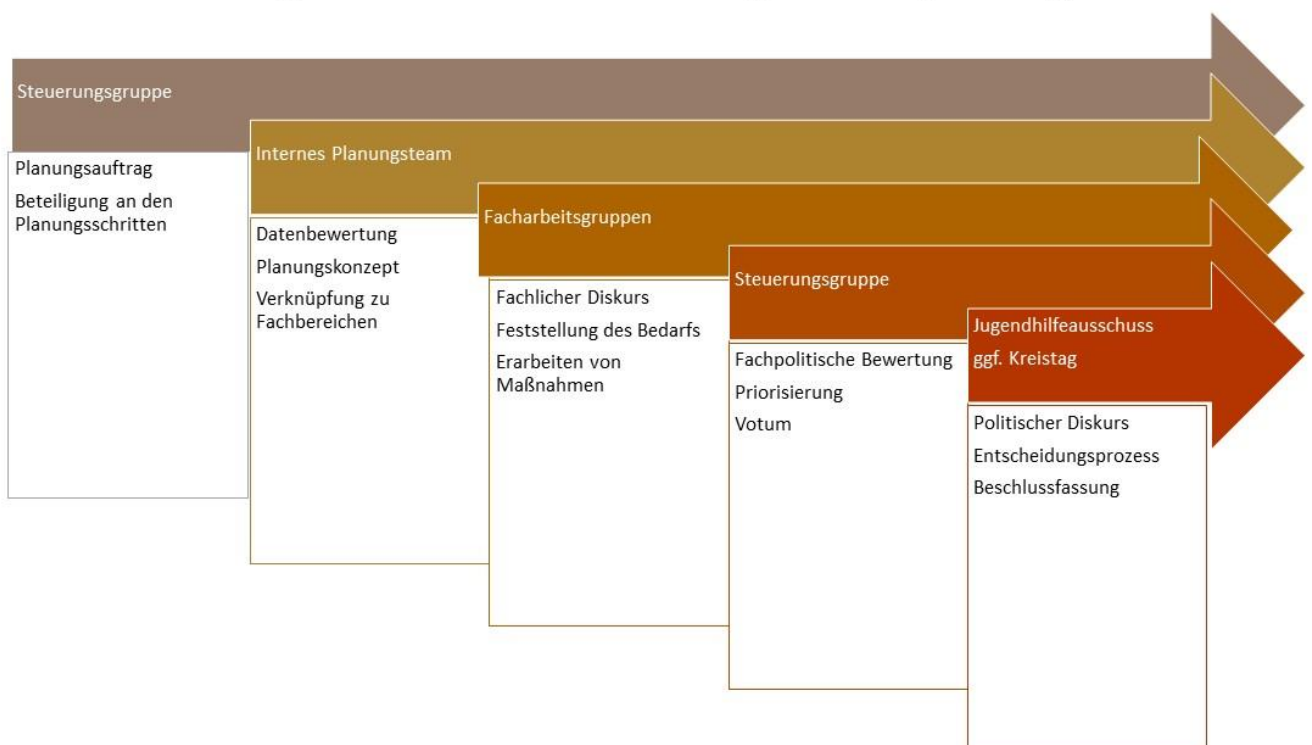 Steuerungsgruppe
Planungsauftrag
Beteiligung an den
Planungsschritten
Internes Planungsteam
Datenbewertung
Planungskonzept
Verknüpfung zu
Fachbereichen
Facharbeitsgruppen
Fachlicher Diskurs
Feststellung des Bedarfs
Erarbeiten von
Maßnahmen
Steuerungsgruppe
Fachpolitische Bewertung
Priorisierung
Votum
Jugendhilfeausschuss
ggf. Kreistag
Politischer Diskurs
Entscheidungsprozess
Beschlussfassung